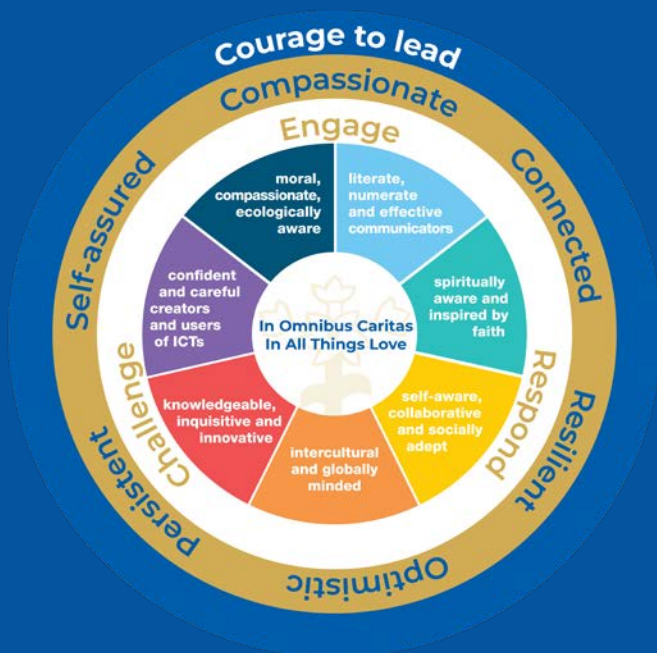 Courage to lead
Compassionate
Connected
Resilient
Optimistic
Persistent
Self-assured
Engage
Respond
Challenge
moral,
compassionate,
ecologically
aware
literate,
numerate
and effective
communicators
spiritually
aware and
inspired by
faith
self-aware,
collaborative
and socially
adept
intercultural
and globally
minded
knowledgeable,
inquisitive and
innovative
confident
and careful
creators
and users
of ICTs
In Omnibus Caritas
In All Things Love